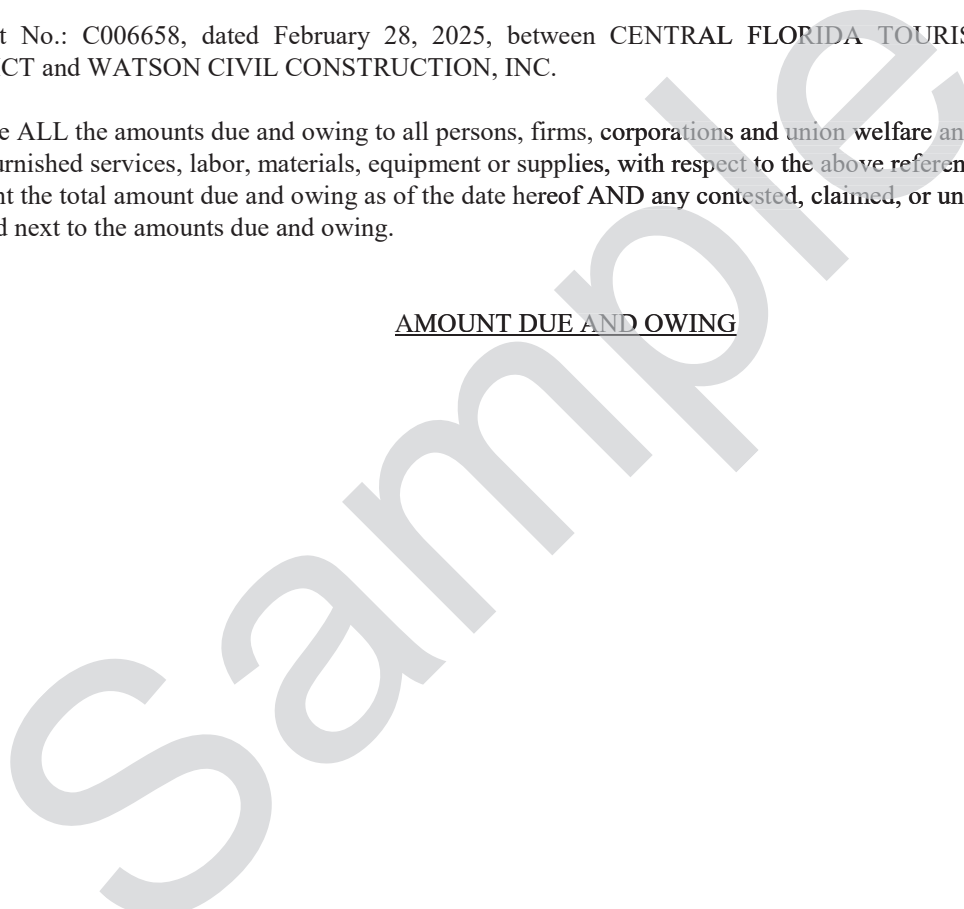 t No.: C006658, dated February 28, 2025, between CENTRAL FLORIDA TOURIS
CT and WATSON CIVIL CONSTRUCTION, INC.
e ALL the amounts due and owing to all persons, firms, corporations and union welfare an
urnished services, labor, materials, equipment or supplies, with respect to the above referen
nt the total amount due and owing as of the date hereof AND any contested, claimed, or un
d next to the amounts due and owing.
AMOUNT DUE AND OWING
Sample